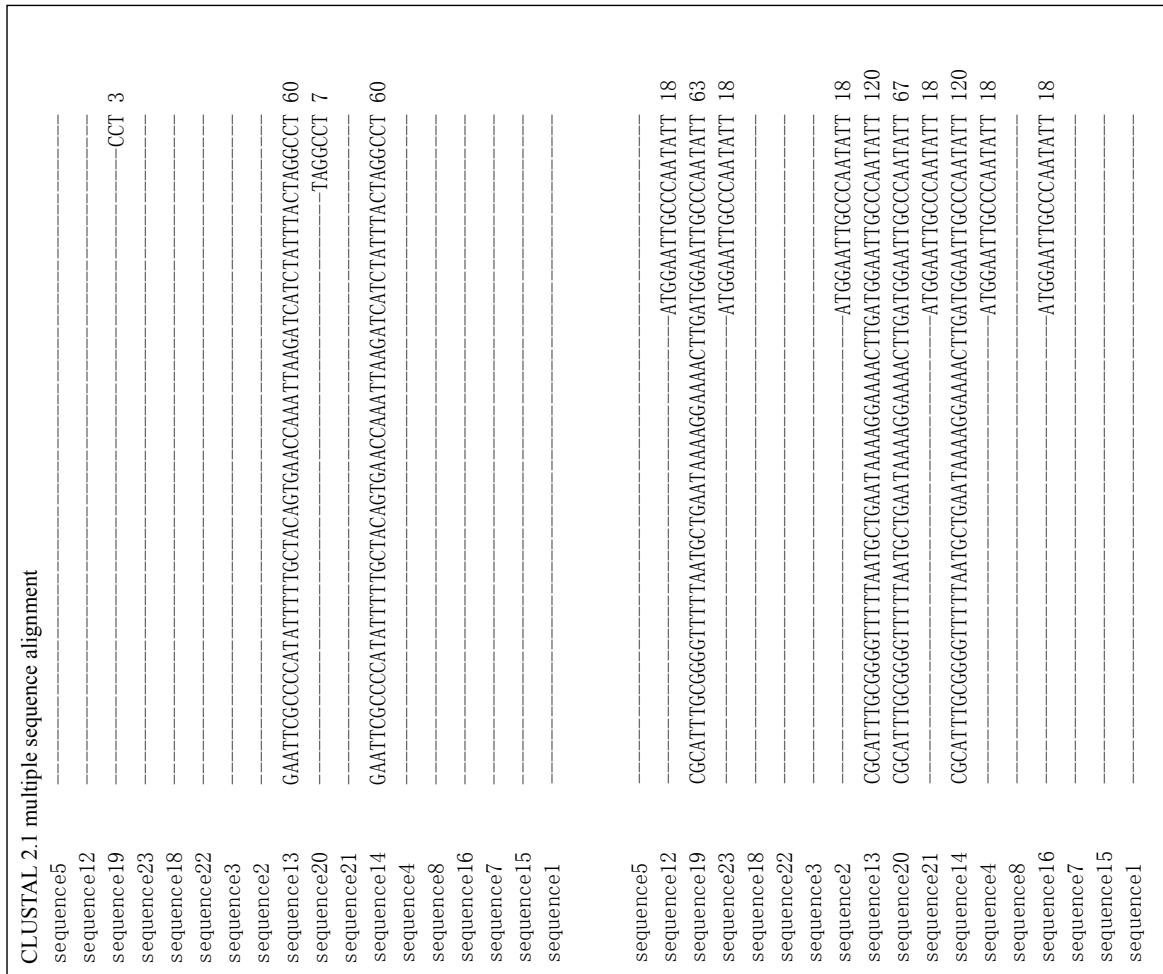 CLUSTAL 2.1 multiple sequence alignment
sequence5 ------------------------------------------------------------
sequence12 ------------------------------------------------------------
sequence19 ---------------------------------------------------------CCT 3
sequence23 ------------------------------------------------------------
sequence18 ------------------------------------------------------------
sequence22 ------------------------------------------------------------
sequence3 ------------------------------------------------------------
sequence2 ------------------------------------------------------------
sequence13 GAATTCGCCCCATATTTTTGCTACAGTGAACCAAATTAAGATCATCTATTTACTAGGCCT 60
sequence20 -----------------------------------------------------TAGGCCT 7
sequence21 ------------------------------------------------------------
sequence14 GAATTCGCCCCATATTTTTGCTACAGTGAACCAAATTAAGATCATCTATTTACTAGGCCT 60
sequence4 ------------------------------------------------------------
sequence8 ------------------------------------------------------------
sequence16 ------------------------------------------------------------
sequence7 ------------------------------------------------------------
sequence15 ------------------------------------------------------------
sequence1 ------------------------------------------------------------
sequence5 ------------------------------------------------------------
sequence12 ------------------------------------------ATGGAATTGCCCAATATT 18
sequence19 CGCATTTGCGGGGTTTTTAATGCTGAATAAAAGGAAAACTTGATGGAATTGCCCAATATT 63
sequence23 ------------------------------------------ATGGAATTGCCCAATATT 18
sequence18 ------------------------------------------------------------
sequence22 ------------------------------------------------------------
sequence3 ------------------------------------------------------------
sequence2 ------------------------------------------ATGGAATTGCCCAATATT 18
sequence13 CGCATTTGCGGGGTTTTTAATGCTGAATAAAAGGAAAACTTGATGGAATTGCCCAATATT 120
sequence20 CGCATTTGCGGGGTTTTTAATGCTGAATAAAAGGAAAACTTGATGGAATTGCCCAATATT 67
sequence21 ------------------------------------------ATGGAATTGCCCAATATT 18
sequence14 CGCATTTGCGGGGTTTTTAATGCTGAATAAAAGGAAAACTTGATGGAATTGCCCAATATT 120
sequence4 ------------------------------------------ATGGAATTGCCCAATATT 18
sequence8 ------------------------------------------------------------
sequence16 ------------------------------------------ATGGAATTGCCCAATATT 18
sequence7 ------------------------------------------------------------
sequence15 ------------------------------------------------------------
sequence1 ------------------------------------------------------------